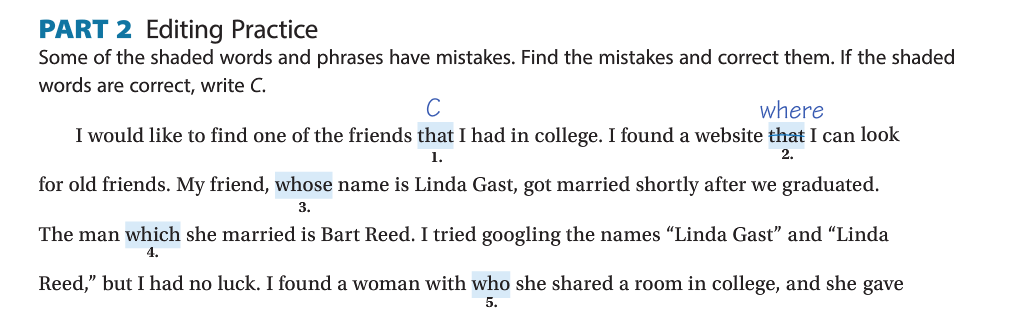 PART 2 Editing Practice
Some of the shaded words and phrases have mistakes. Find the mistakes and correct them. If the shaded
words are correct, write C.
C where
I would like to find one of the friends that I had in college. I found a website that I can look
1. 2.
for old friends. My friend, whose name is Linda Gast, got married shortly after we graduated.
3.
The man which she married is Bart Reed. I tried googling the names “Linda Gast” and “Linda
4.
Reed,” but I had no luck. I found a woman with who she shared a room in college, and she gave
5.